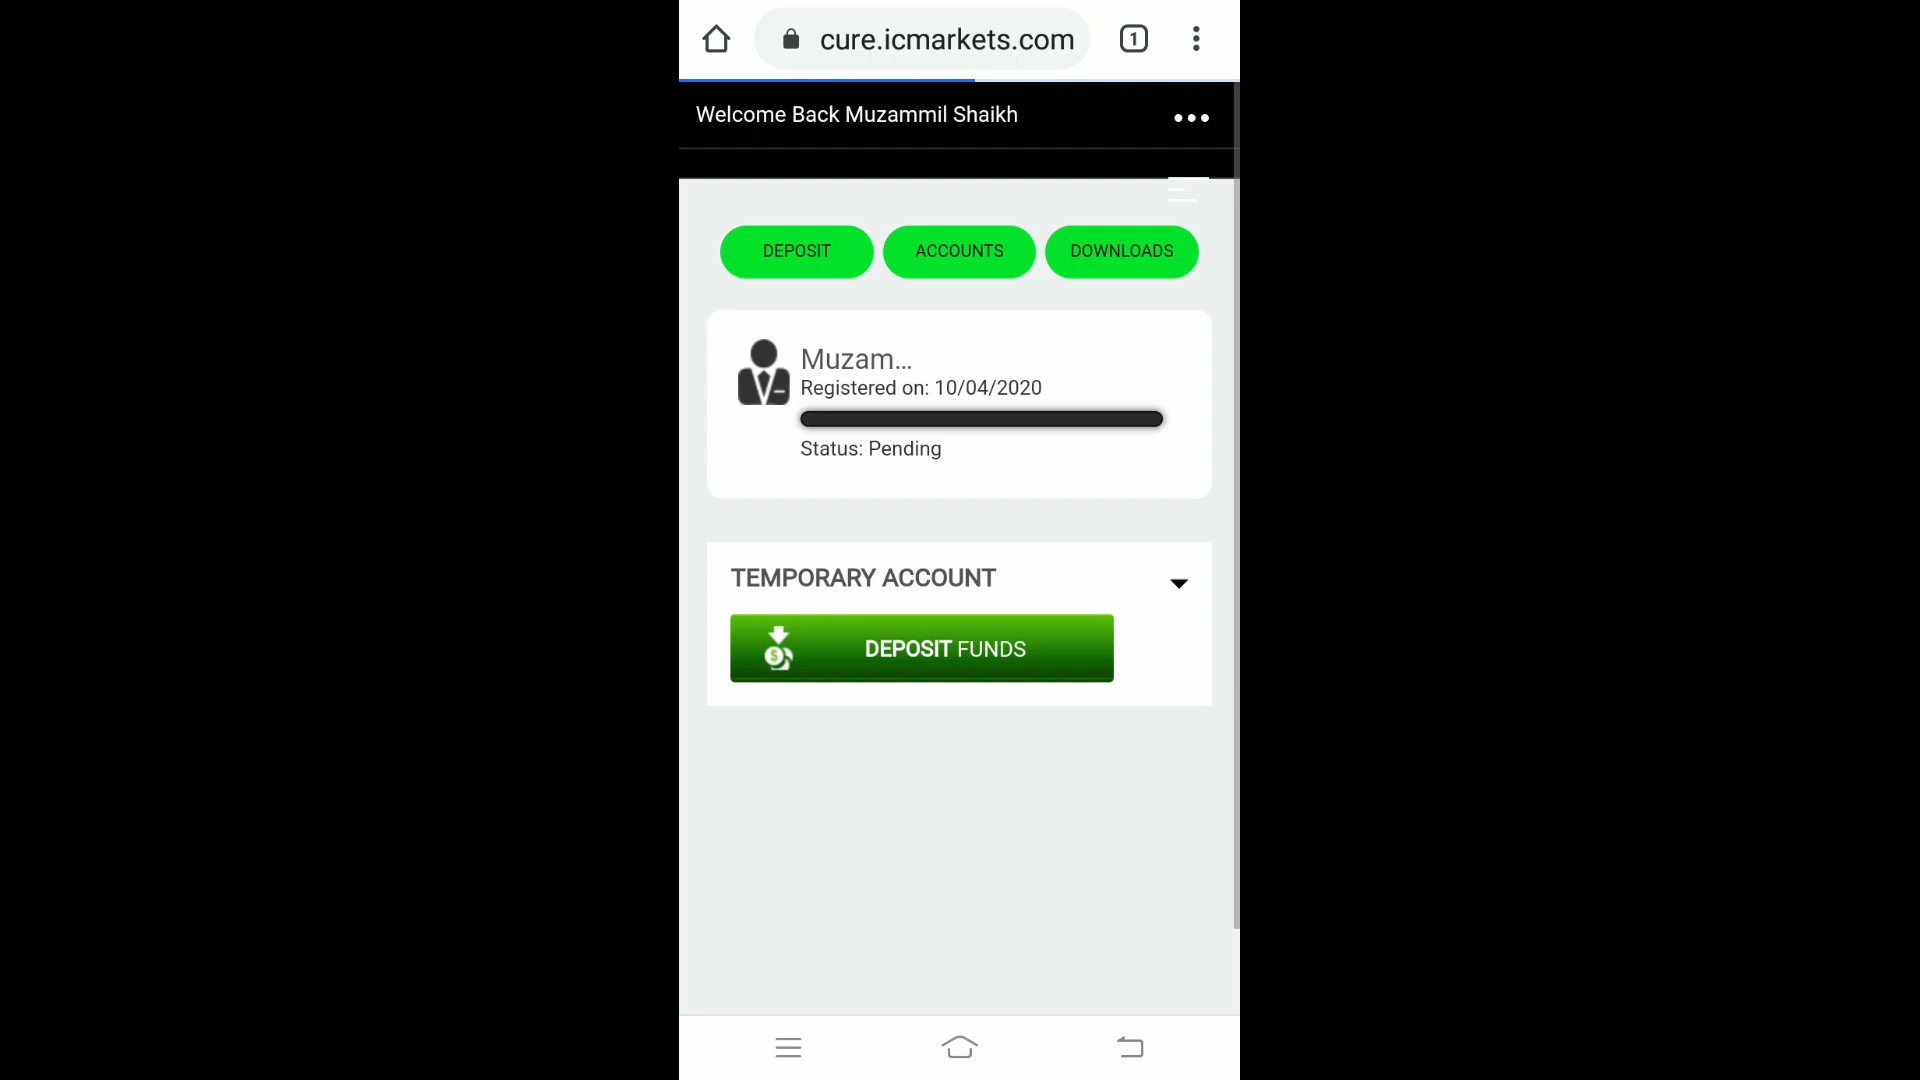 cure.icmarkets.com
1
Welcome Back Muzammil Shaikh
DEPOSIT
ACCOUNTS
DOWNLOADS
Muzam...
Registered on: 10/04/2020
Status: Pending
TEMPORARY ACCOUNT
$ DEPOSIT FUNDS